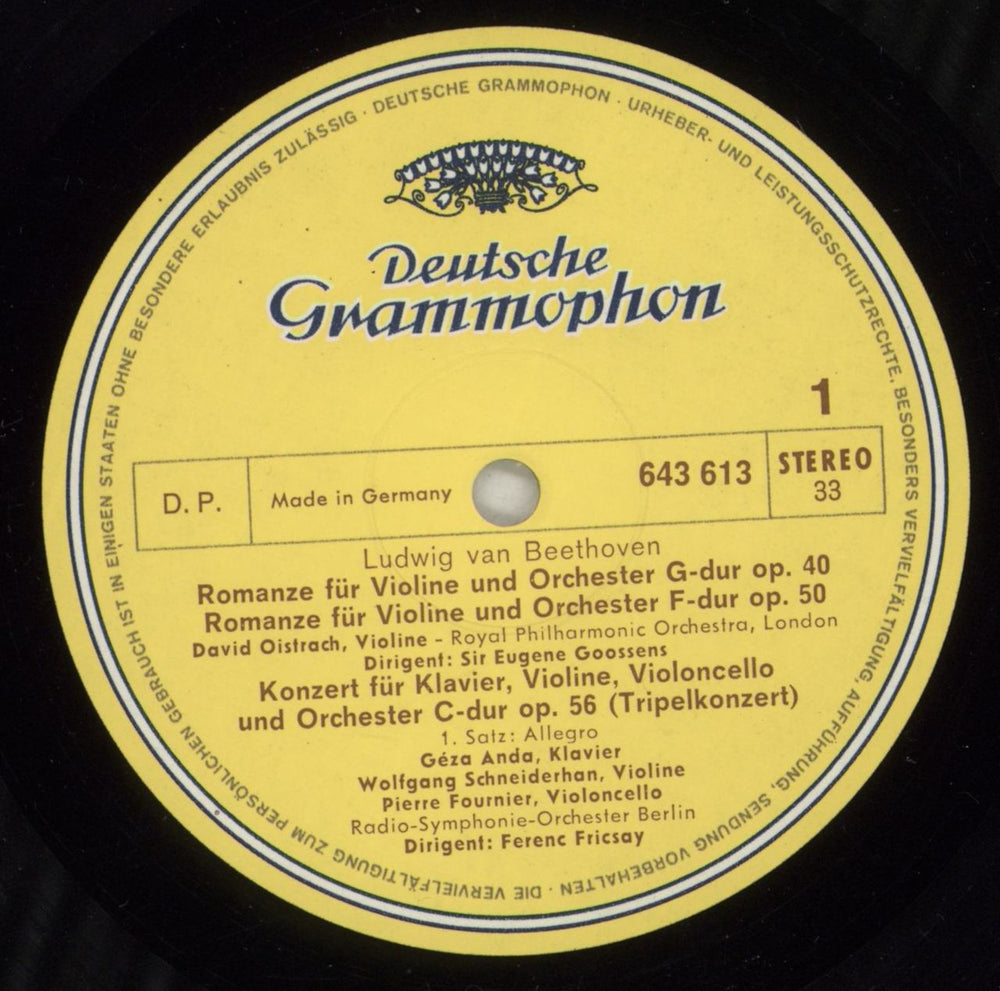 DEUTSCHE GRAMMOPHON · URHEBER- UND LEISTUNGSSCHUTZRECHTE, BESONDERS VERVIELFÄLTIGUNG, AUFFÜHRUNG, SENDUNG VORBEHALTEN · DIE VERVIELFÄLTIGUNG ZUM PERSÖNLICHEN GEBRAUCH IST IN EINIGEN STAATEN OHNE BESONDERE ERLAUBNIS ZULÄSSIG ·
Deutsche
Grammophon
1
D. P. Made in Germany 643 613 STEREO
33
Ludwig van Beethoven
Romanze für Violine und Orchester G-dur op. 40
Romanze für Violine und Orchester F-dur op. 50
David Oistrach, Violine – Royal Philharmonic Orchestra, London
Dirigent: Sir Eugene Goossens
Konzert für Klavier, Violine, Violoncello
und Orchester C-dur op. 56 (Tripelkonzert)
1. Satz: Allegro
Géza Anda, Klavier
Wolfgang Schneiderhan, Violine
Pierre Fournier, Violoncello
Radio-Symphonie-Orchester Berlin
Dirigent: Ferenc Fricsay